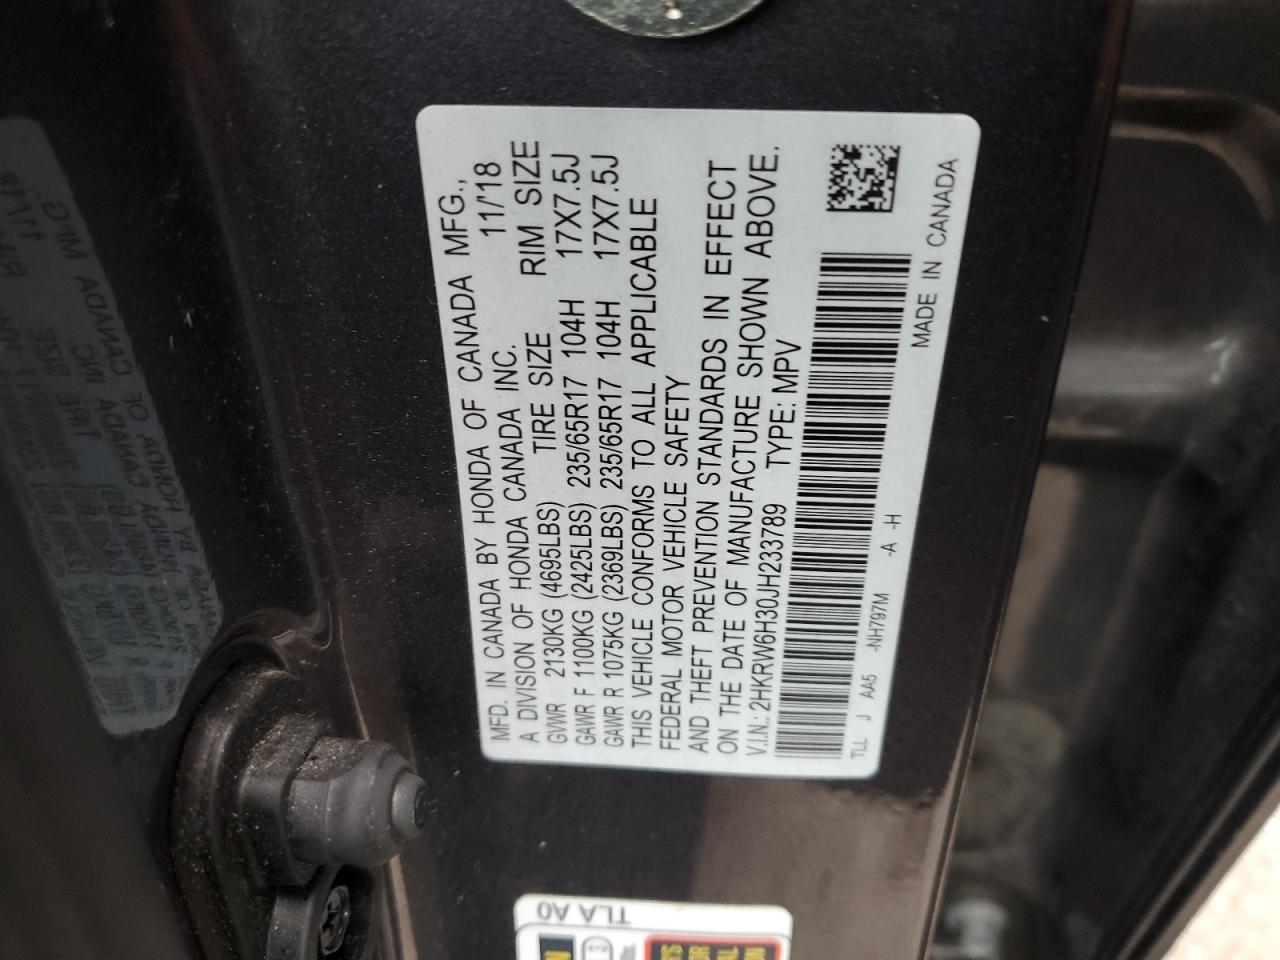 MFD. IN CANADA BY HONDA OF CANADA MFG.,
A DIVISION OF HONDA CANADA INC. 11/'18
GVWR 2130KG (4695LBS) TIRE SIZE RIM SIZE
GAWR F 1100KG (2425LBS) 235/65R17 104H 17X7.5J
GAWR R 1075KG (2369LBS) 235/65R17 104H 17X7.5J
THIS VEHICLE CONFORMS TO ALL APPLICABLE
FEDERAL MOTOR VEHICLE SAFETY
AND THEFT PREVENTION STANDARDS IN EFFECT
ON THE DATE OF MANUFACTURE SHOWN ABOVE.
V.I.N.: 2HKRW6H30JH233789 TYPE: MPV
TLL J AA5 -NH797M -A -H
MADE IN CANADA
TLA A0